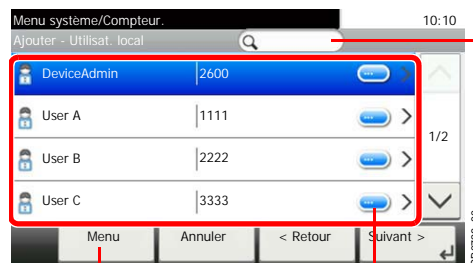 Menu système/Compteur. 10:10
Ajouter - Utilisat. local
DeviceAdmin 2600
User A 1111
1/2
User B 2222
User C 3333
Menu Annuler < Retour Suivant >